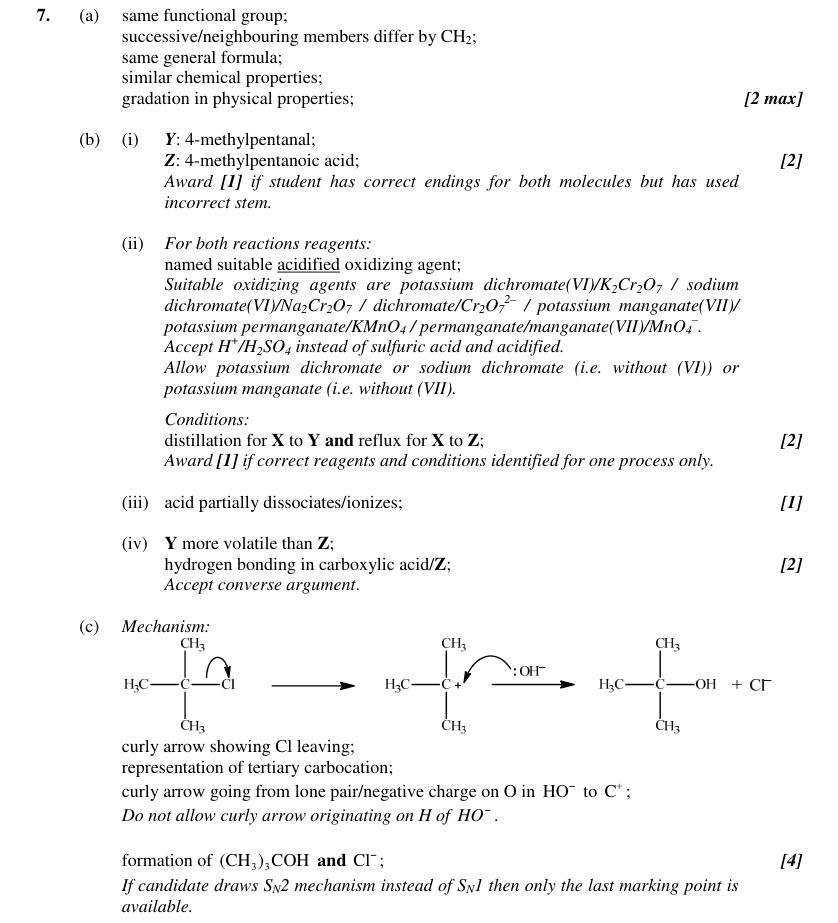 7. (a) same functional group;
successive/neighbouring members differ by CH₂;
same general formula;
similar chemical properties;
gradation in physical properties; [2 max]
(b) (i) Y: 4-methylpentanal;
Z: 4-methylpentanoic acid; [2]
Award [1] if student has correct endings for both molecules but has used
incorrect stem.
(ii) For both reactions reagents:
named suitable acidified oxidizing agent;
Suitable oxidizing agents are potassium dichromate(VI)/K₂Cr₂O₇ / sodium
dichromate(VI)/Na₂Cr₂O₇ / dichromate/Cr₂O₇²⁻ / potassium manganate(VII)/
potassium permanganate/KMnO₄ / permanganate/manganate(VII)/MnO₄⁻.
Accept H⁺/H₂SO₄ instead of sulfuric acid and acidified.
Allow potassium dichromate or sodium dichromate (i.e. without (VI)) or
potassium manganate (i.e. without (VII).
Conditions:
distillation for X to Y and reflux for X to Z; [2]
Award [1] if correct reagents and conditions identified for one process only.
(iii) acid partially dissociates/ionizes; [1]
(iv) Y more volatile than Z;
hydrogen bonding in carboxylic acid/Z; [2]
Accept converse argument.
(c) Mechanism:
CH₃ CH₃ CH₃
H₃C C Cl H₃C C + :OH⁻ H₃C C OH + Cl⁻
CH₃ CH₃ CH₃
curly arrow showing Cl leaving;
representation of tertiary carbocation;
curly arrow going from lone pair/negative charge on O in HO⁻ to C⁺;
Do not allow curly arrow originating on H of HO⁻.
formation of (CH₃)₃COH and Cl⁻; [4]
If candidate draws SN2 mechanism instead of SN1 then only the last marking point is
available.